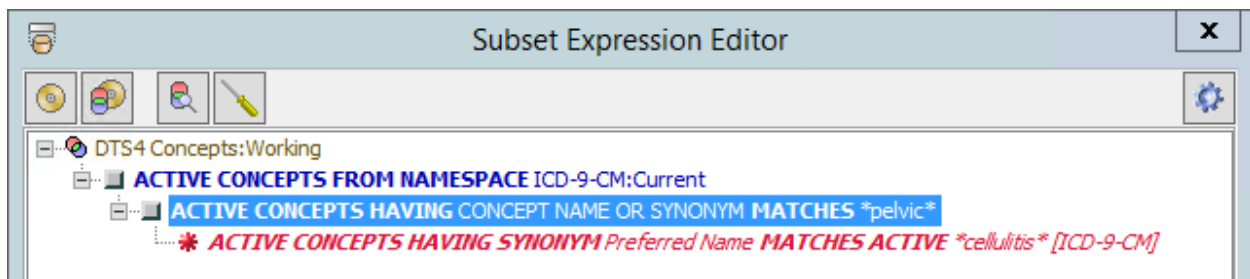 Subset Expression Editor
x
DTS4 Concepts:Working
ACTIVE CONCEPTS FROM NAMESPACE ICD-9-CM:Current
ACTIVE CONCEPTS HAVING CONCEPT NAME OR SYNONYM MATCHES *pelvic*
ACTIVE CONCEPTS HAVING SYNONYM Preferred Name MATCHES ACTIVE *cellulitis* [ICD-9-CM]